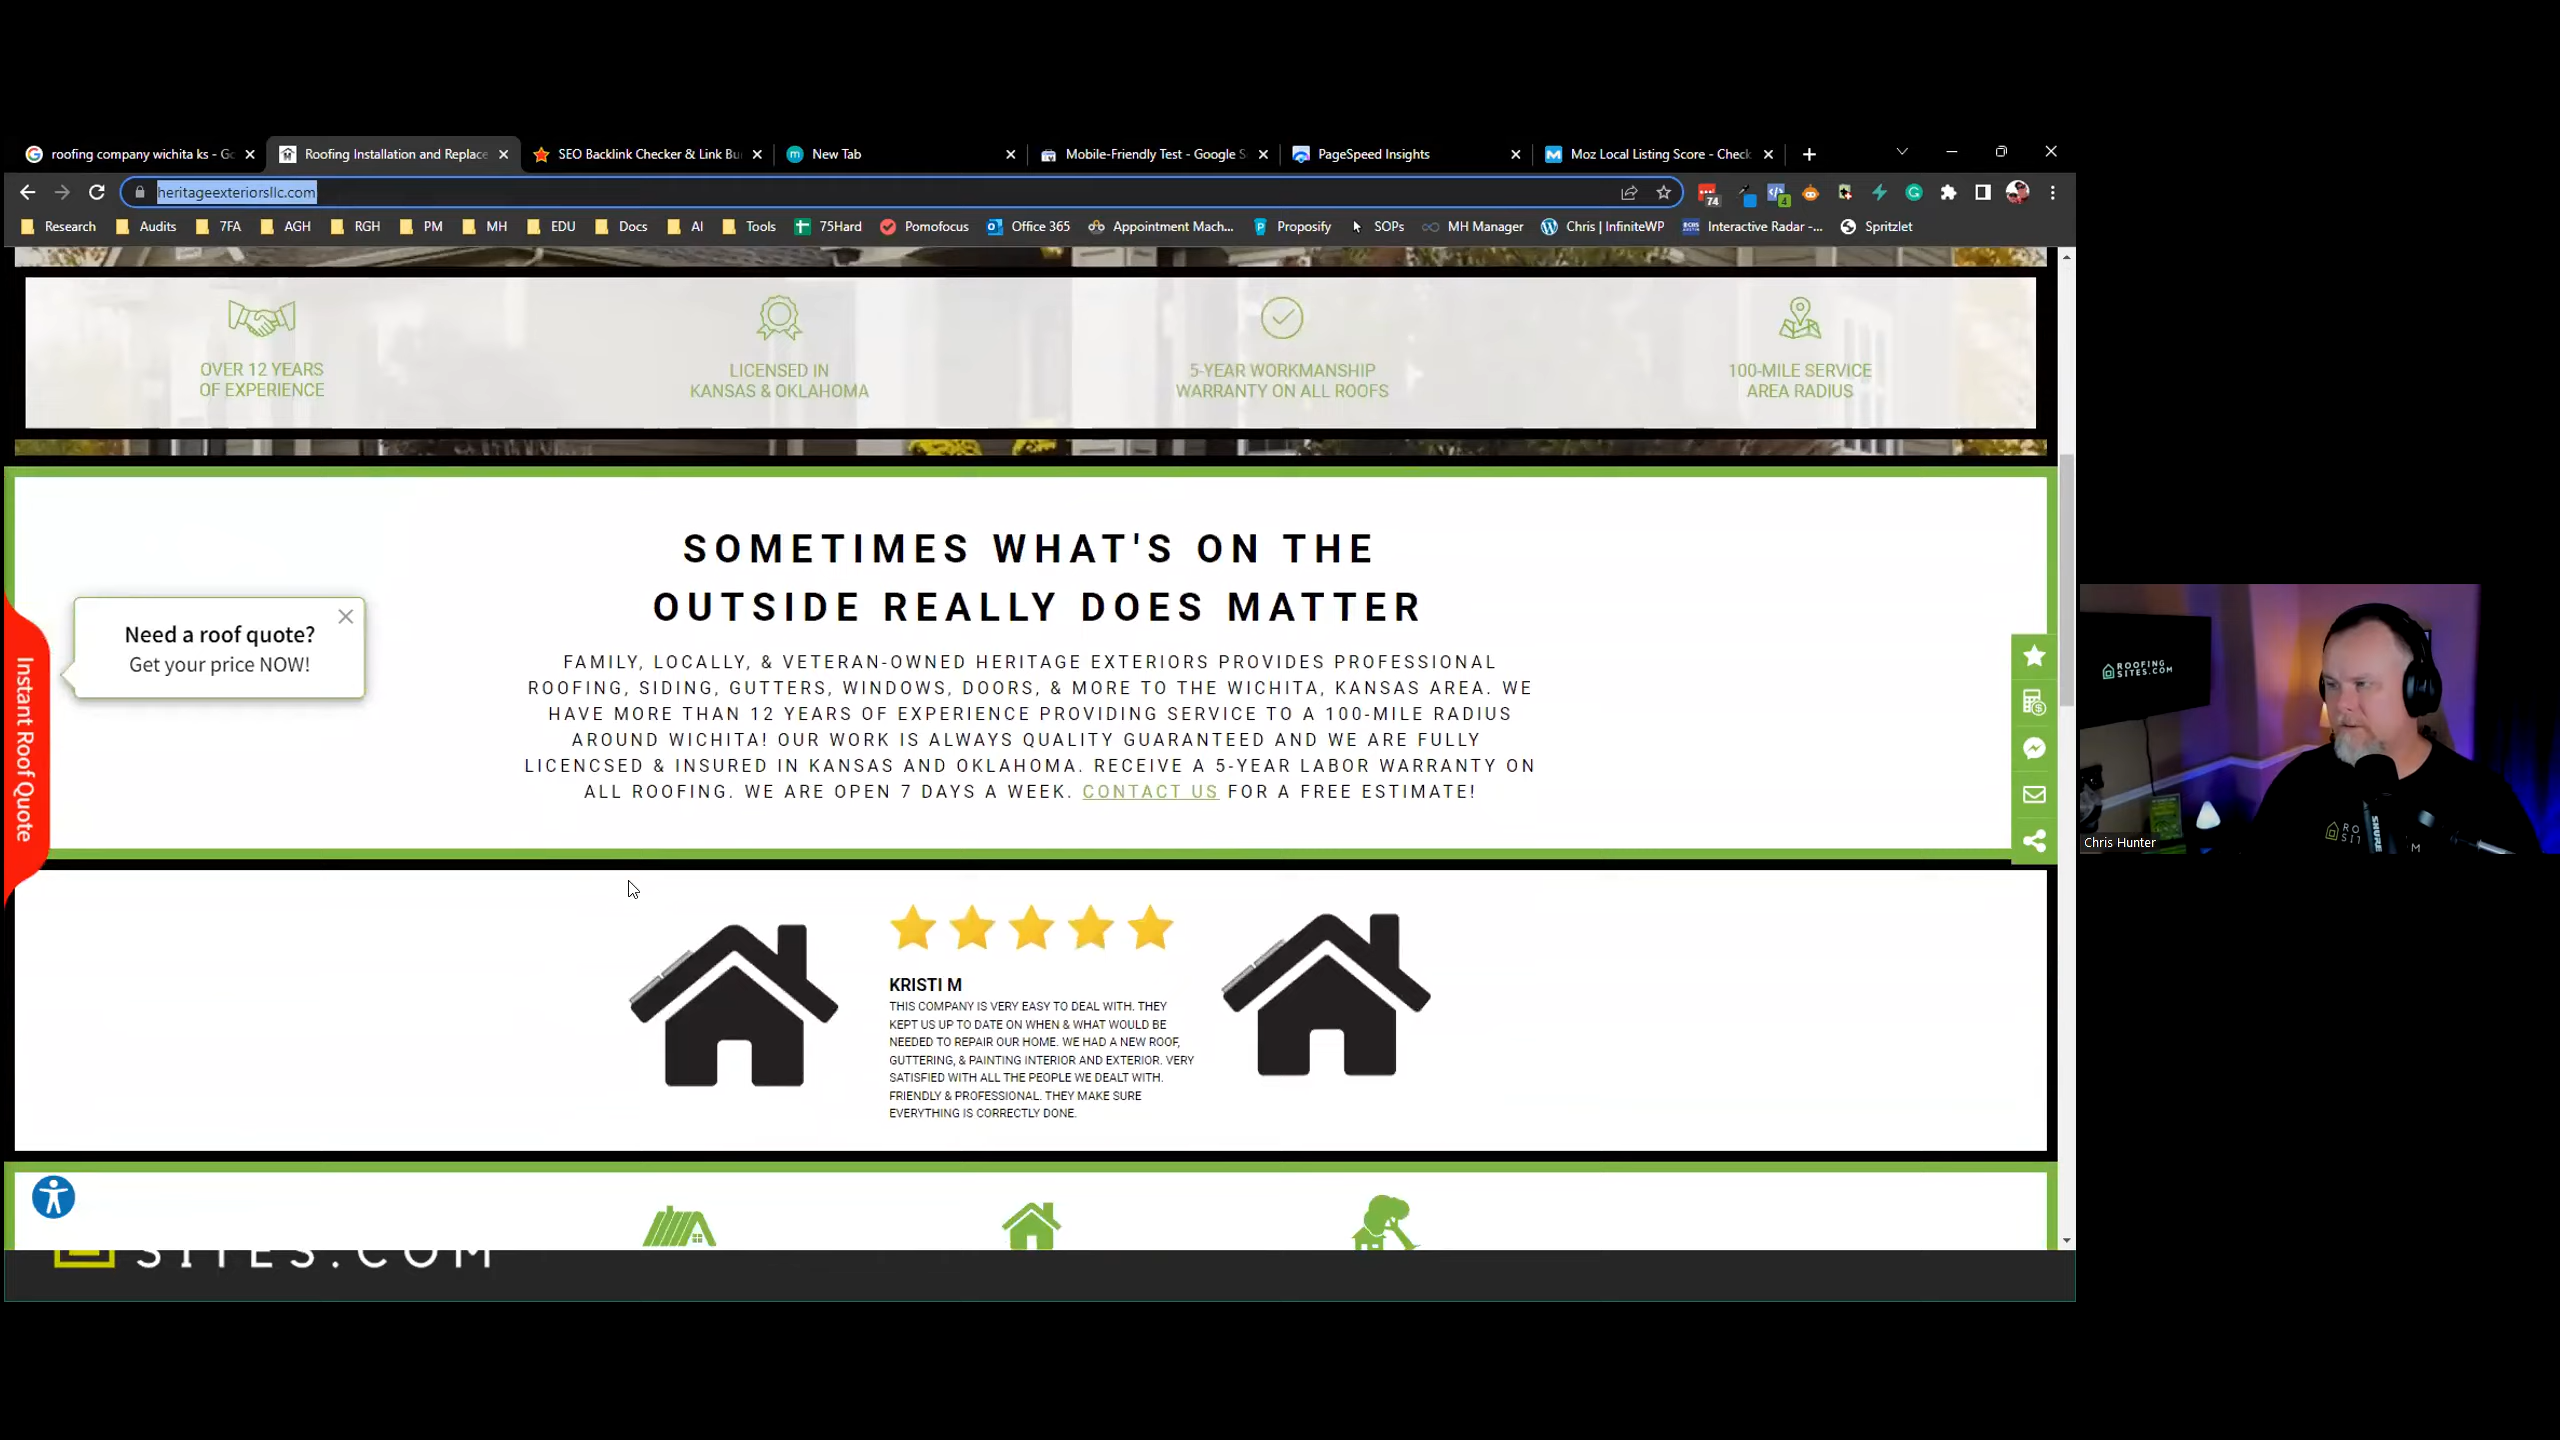 roofing company wichita ks - Go
Roofing Installation and Replace
SEO Backlink Checker & Link Bu
New Tab
Mobile-Friendly Test - Google S
PageSpeed Insights
Moz Local Listing Score - Check
heritageexteriorsllc.com
74
4
Research
Audits
7FA
AGH
RGH
PM
MH
EDU
Docs
AI
Tools
75Hard
Pomofocus
Office 365
Appointment Mach...
Proposify
SOPs
MH Manager
Chris | InfiniteWP
Interactive Radar -...
Spritzlet
OVER 12 YEARS
OF EXPERIENCE
LICENSED IN
KANSAS & OKLAHOMA
5-YEAR WORKMANSHIP
WARRANTY ON ALL ROOFS
100-MILE SERVICE
AREA RADIUS
SOMETIMES WHAT'S ON THE
OUTSIDE REALLY DOES MATTER
FAMILY, LOCALLY, & VETERAN-OWNED HERITAGE EXTERIORS PROVIDES PROFESSIONAL
ROOFING, SIDING, GUTTERS, WINDOWS, DOORS, & MORE TO THE WICHITA, KANSAS AREA. WE
HAVE MORE THAN 12 YEARS OF EXPERIENCE PROVIDING SERVICE TO A 100-MILE RADIUS
AROUND WICHITA! OUR WORK IS ALWAYS QUALITY GUARANTEED AND WE ARE FULLY
LICENCSED & INSURED IN KANSAS AND OKLAHOMA. RECEIVE A 5-YEAR LABOR WARRANTY ON
ALL ROOFING. WE ARE OPEN 7 DAYS A WEEK. CONTACT US FOR A FREE ESTIMATE!
Need a roof quote?
Get your price NOW!
Instant Roof Quote
KRISTI M
THIS COMPANY IS VERY EASY TO DEAL WITH. THEY
KEPT US UP TO DATE ON WHEN & WHAT WOULD BE
NEEDED TO REPAIR OUR HOME. WE HAD A NEW ROOF,
GUTTERING, & PAINTING INTERIOR AND EXTERIOR. VERY
SATISFIED WITH ALL THE PEOPLE WE DEALT WITH.
FRIENDLY & PROFESSIONAL. THEY MAKE SURE
EVERYTHING IS CORRECTLY DONE.
SITES.COM
ROOFING
SITES.COM
SHURE
Chris Hunter